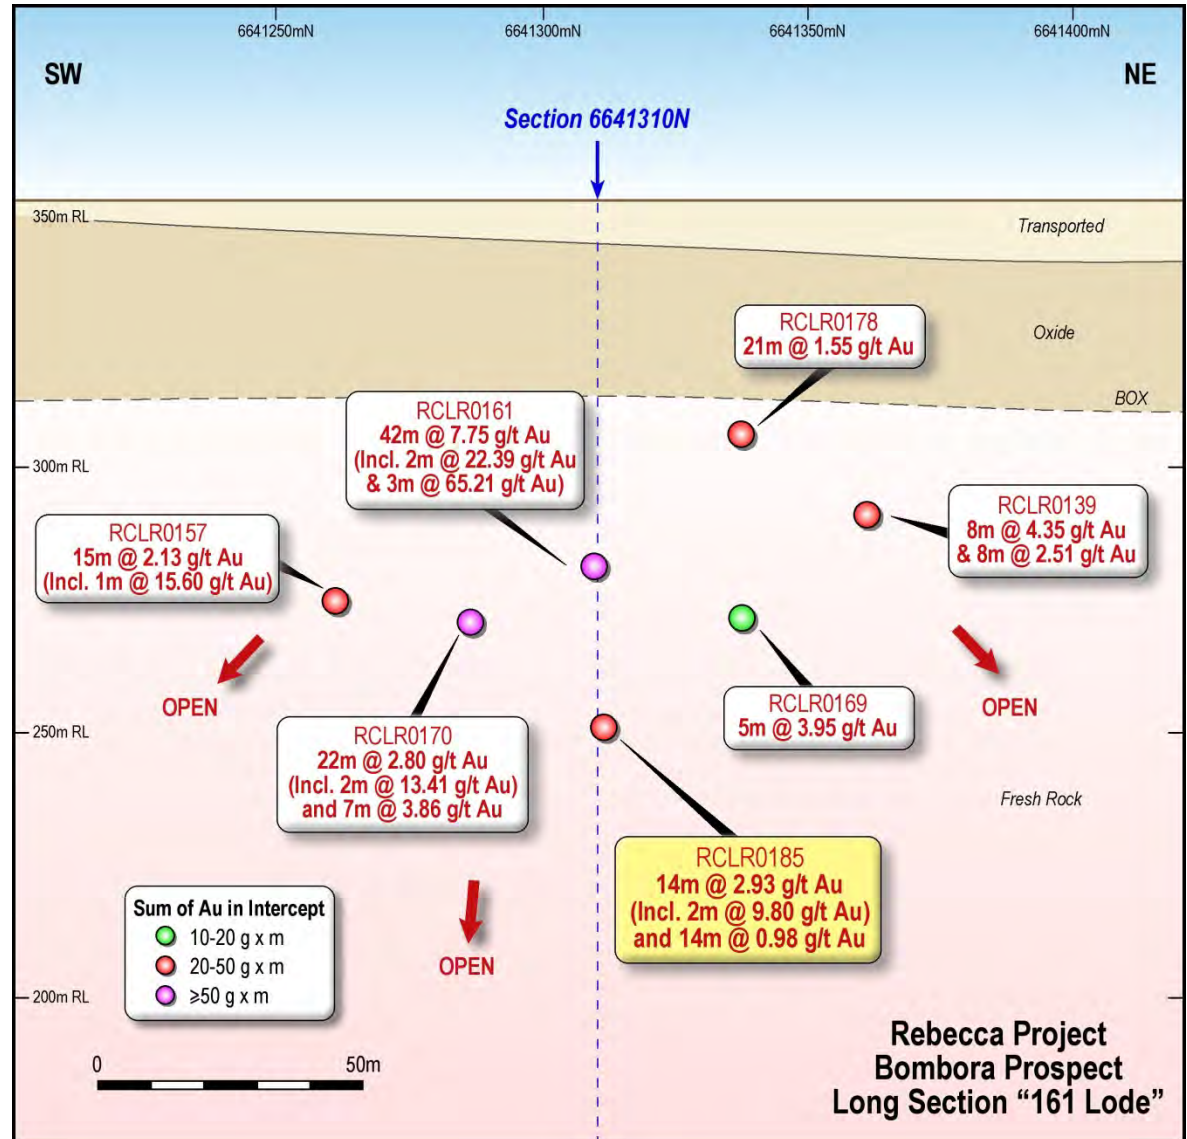 6641250mN
6641300mN
6641350mN
6641400mN
SW
NE
Section 6641310N
350m RL
Transported
Oxide
BOX
RCLR0178
21m @ 1.55 g/t Au
RCLR0161
42m @ 7.75 g/t Au
(Incl. 2m @ 22.39 g/t Au
& 3m @ 65.21 g/t Au)
300m RL
RCLR0139
8m @ 4.35 g/t Au
& 8m @ 2.51 g/t Au
RCLR0157
15m @ 2.13 g/t Au
(Incl. 1m @ 15.60 g/t Au)
OPEN
OPEN
RCLR0169
5m @ 3.95 g/t Au
250m RL
RCLR0170
22m @ 2.80 g/t Au
(Incl. 2m @ 13.41 g/t Au)
and 7m @ 3.86 g/t Au
Fresh Rock
RCLR0185
14m @ 2.93 g/t Au
(Incl. 2m @ 9.80 g/t Au)
and 14m @ 0.98 g/t Au
OPEN
Sum of Au in Intercept
10-20 g x m
20-50 g x m
≥50 g x m
200m RL
0
50m
Rebecca Project
Bombora Prospect
Long Section “161 Lode”